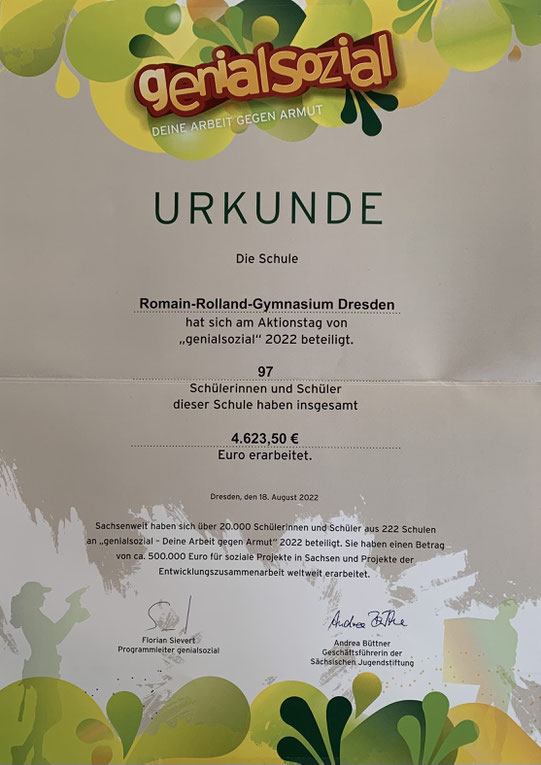 genialsozial
DEINE ARBEIT GEGEN ARMUT
URKUNDE
Die Schule
Romain-Rolland-Gymnasium Dresden
hat sich am Aktionstag von
„genialsozial“ 2022 beteiligt.
97
Schülerinnen und Schüler
dieser Schule haben insgesamt
4.623,50 €
Euro erarbeitet.
Dresden, den 18. August 2022
Sachsenweit haben sich über 20.000 Schülerinnen und Schüler aus 222 Schulen
an „genialsozial – Deine Arbeit gegen Armut“ 2022 beteiligt. Sie haben einen Betrag
von ca. 500.000 Euro für soziale Projekte in Sachsen und Projekte der
Entwicklungszusammenarbeit weltweit erarbeitet.
Andrea Büttner
Florian Sievert
Programmleiter genialsozial
Andrea Büttner
Geschäftsführerin der
Sächsischen Jugendstiftung